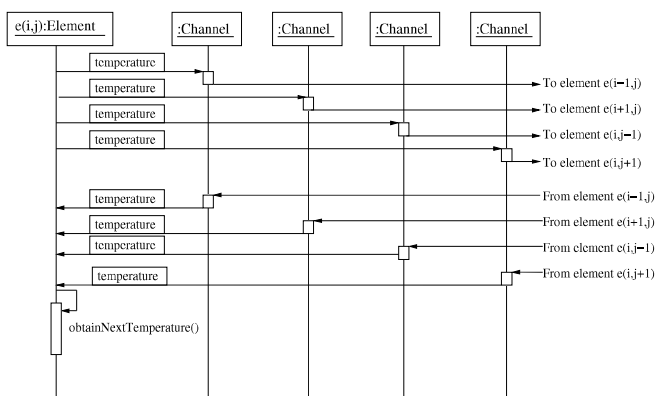 e(i,j):Element
:Channel
:Channel
:Channel
:Channel
temperature
To element e(i−1,j)
temperature
To element e(i+1,j)
temperature
To element e(i,j−1)
temperature
To element e(i,j+1)
temperature
From element e(i−1,j)
temperature
From element e(i+1,j)
temperature
From element e(i,j−1)
temperature
From element e(i,j+1)
obtainNextTemperature()